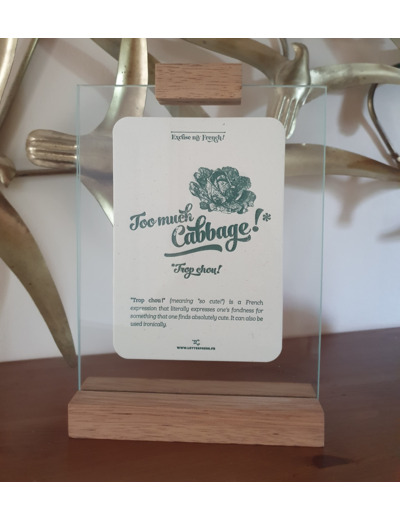 Excuse my French!
Too much
Cabbage!*
*Trop chou!
"Trop chou!" (meaning "so cute!") is a French
expression that literally expresses one's fondness for
something that one finds absolutely cute. It can also be
used ironically.